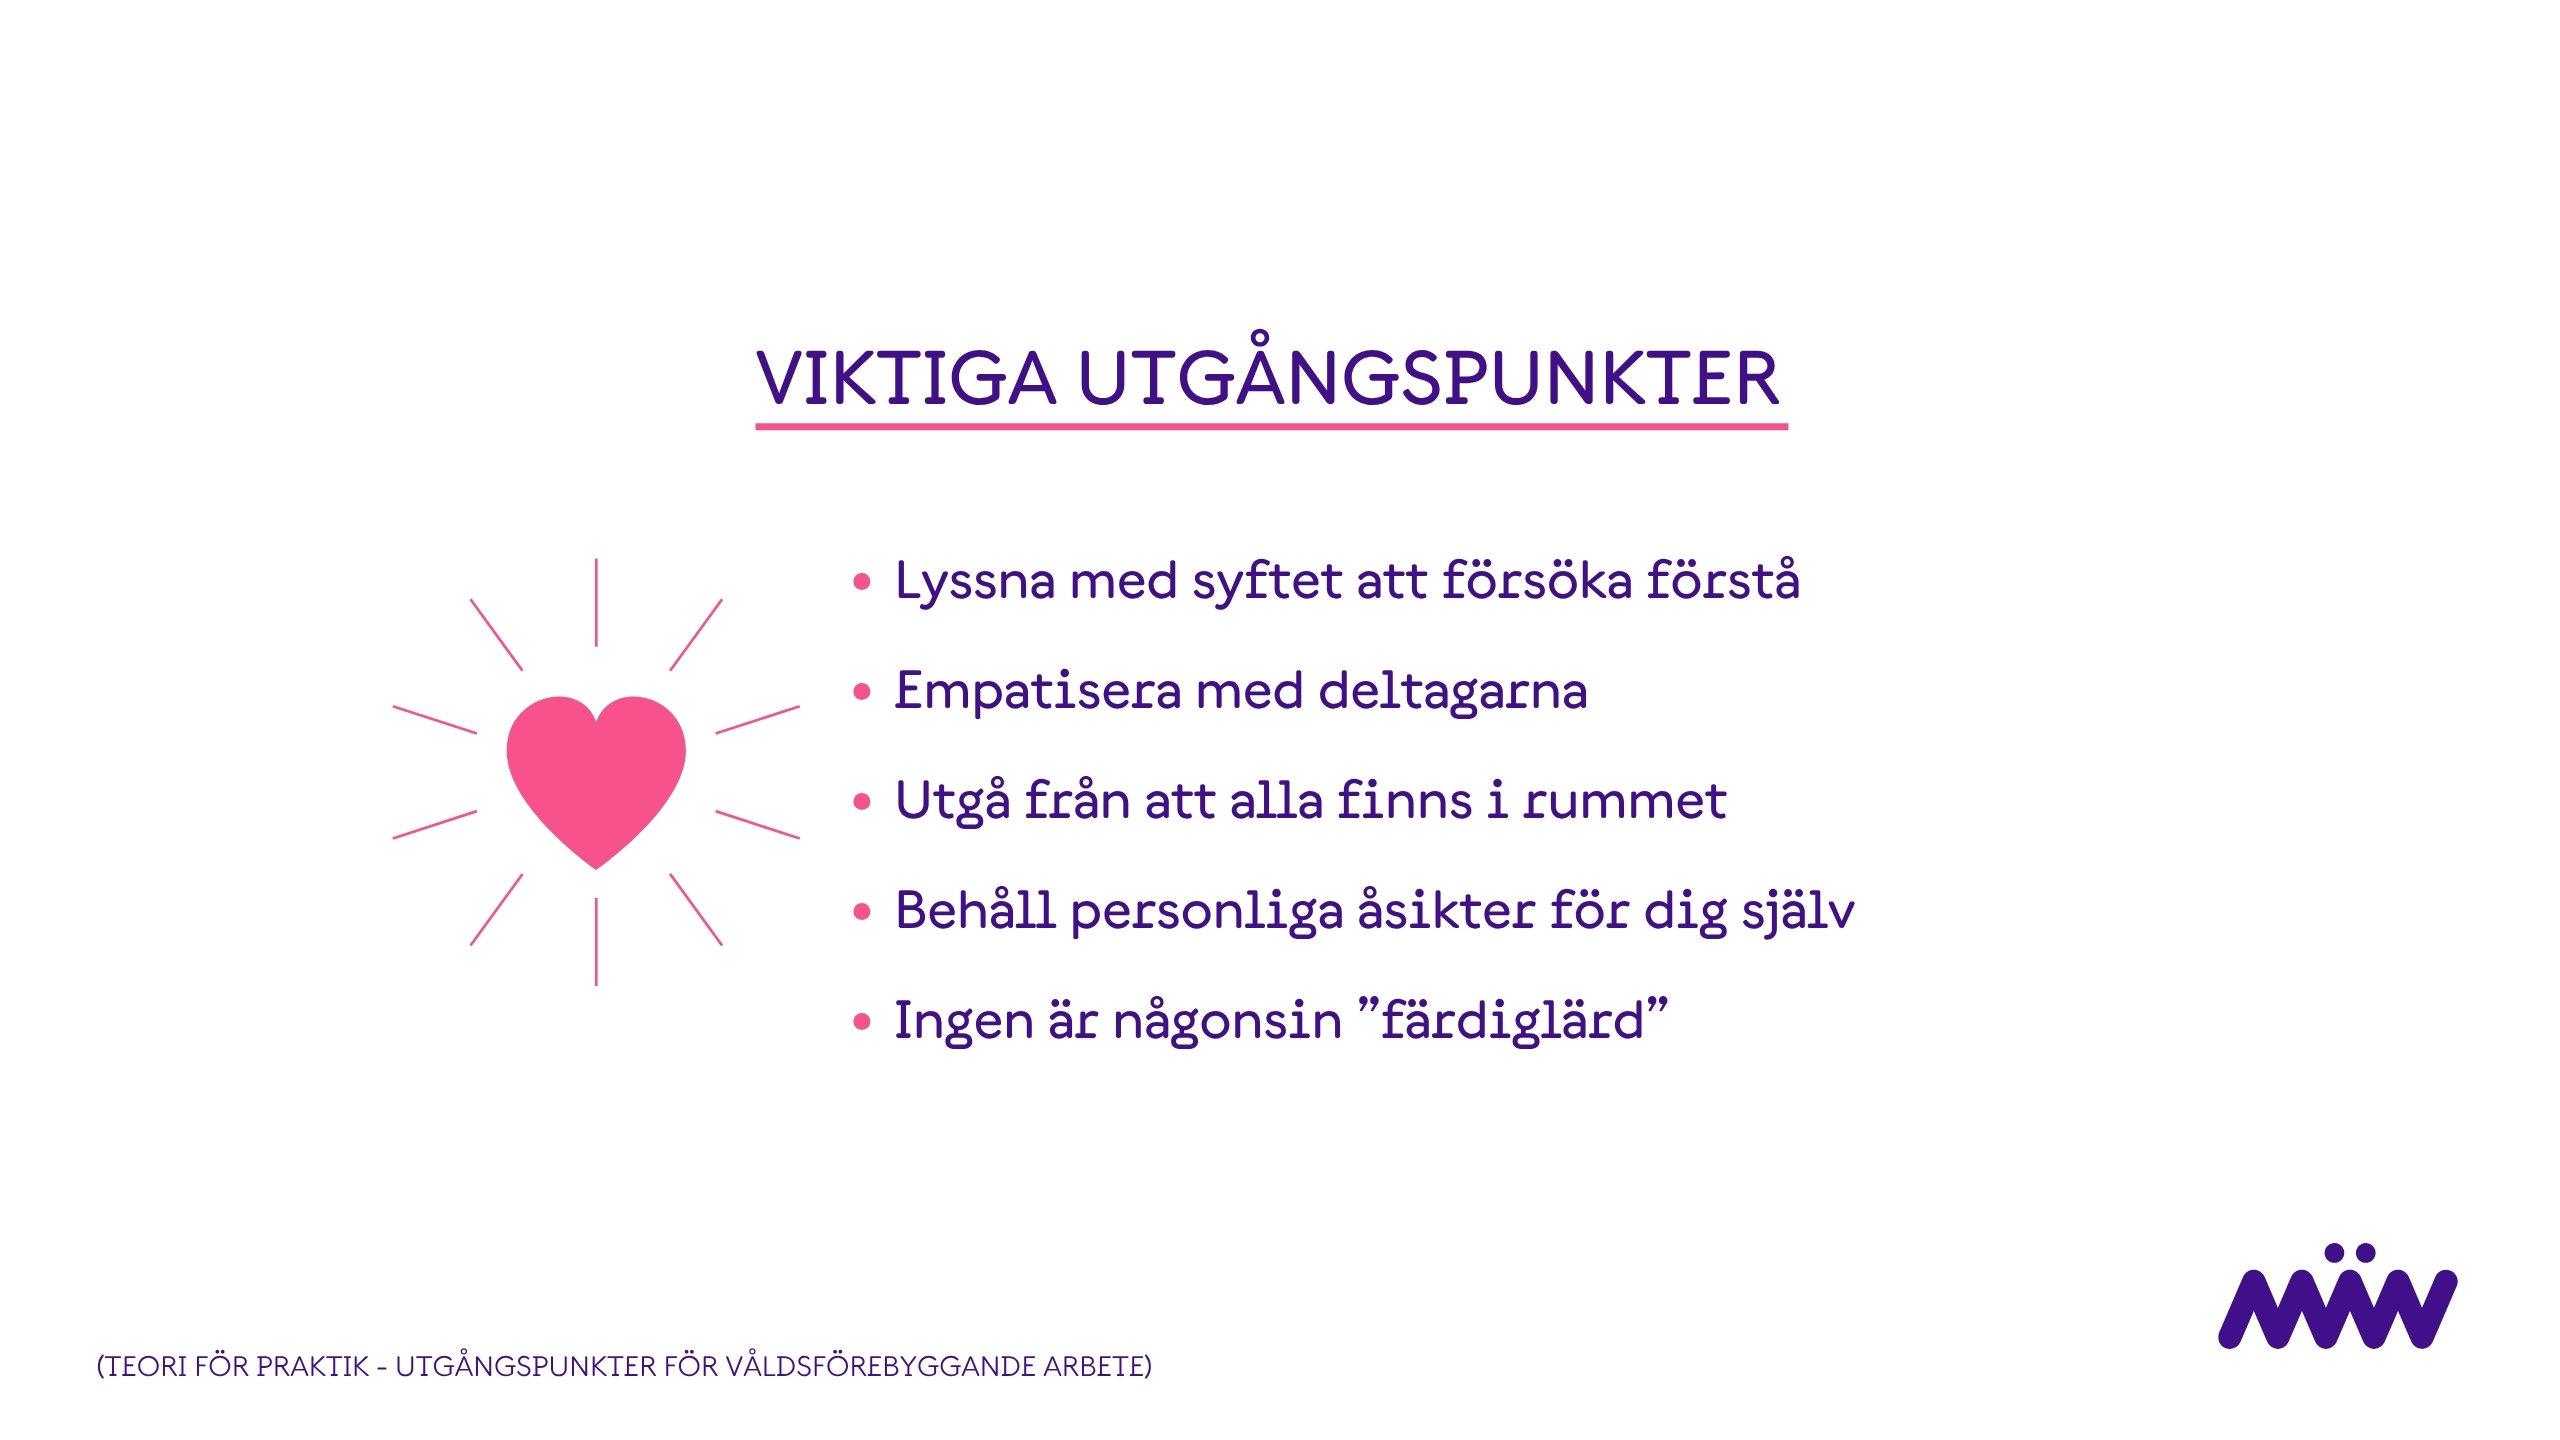 VIKTIGA UTGÅNGSPUNKTER
• Lyssna med syftet att försöka förstå
• Empatisera med deltagarna
• Utgå från att alla finns i rummet
• Behåll personliga åsikter för dig själv
• Ingen är någonsin ”färdiglärd”
MÄN
(TEORI FÖR PRAKTIK - UTGÅNGSPUNKTER FÖR VÅLDSFÖREBYGGANDE ARBETE)